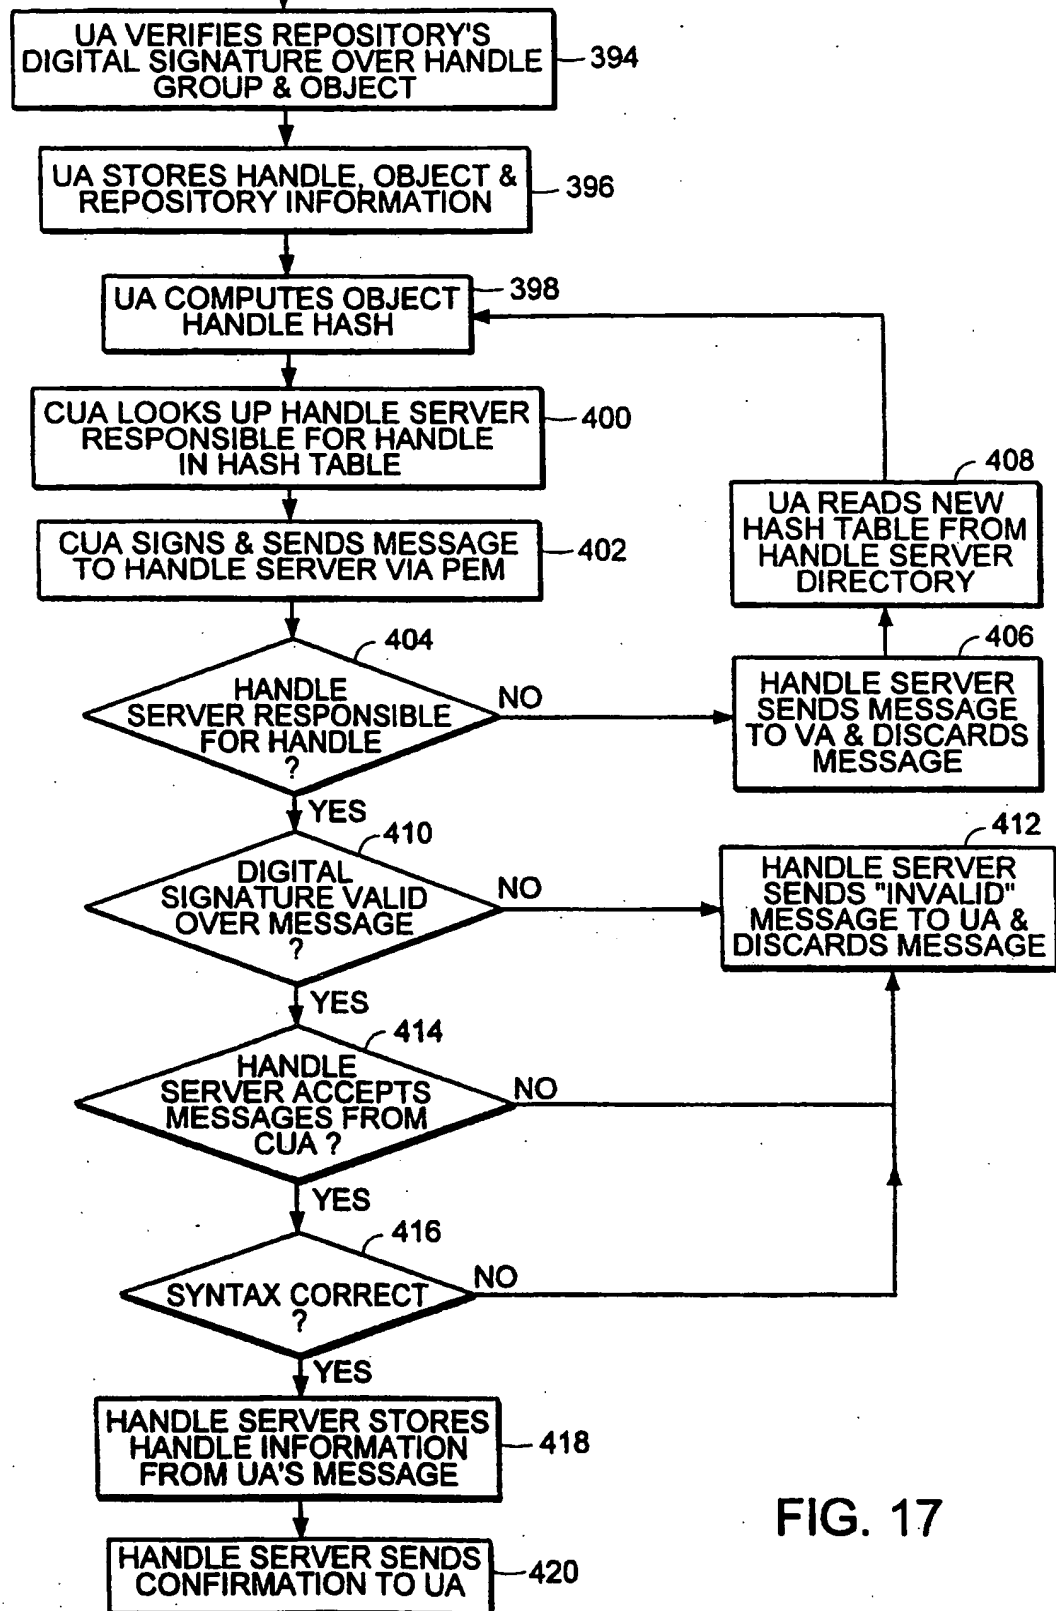 UA VERIFIES REPOSITORY'S
DIGITAL SIGNATURE OVER HANDLE
GROUP & OBJECT
394
UA STORES HANDLE, OBJECT &
REPOSITORY INFORMATION
396
UA COMPUTES OBJECT
HANDLE HASH
398
CUA LOOKS UP HANDLE SERVER
RESPONSIBLE FOR HANDLE
IN HASH TABLE
400
408
UA READS NEW
HASH TABLE FROM
HANDLE SERVER
DIRECTORY
CUA SIGNS & SENDS MESSAGE
TO HANDLE SERVER VIA PEM
402
404
HANDLE
SERVER RESPONSIBLE
FOR HANDLE
?
NO
406
HANDLE SERVER
SENDS MESSAGE
TO VA & DISCARDS
MESSAGE
YES
410
DIGITAL
SIGNATURE VALID
OVER MESSAGE
?
NO
412
HANDLE SERVER
SENDS "INVALID"
MESSAGE TO UA &
DISCARDS MESSAGE
YES
414
HANDLE
SERVER ACCEPTS
MESSAGES FROM
CUA ?
NO
YES
416
SYNTAX CORRECT
?
NO
YES
HANDLE SERVER STORES
HANDLE INFORMATION
FROM UA'S MESSAGE
418
HANDLE SERVER SENDS
CONFIRMATION TO UA
420
FIG. 17